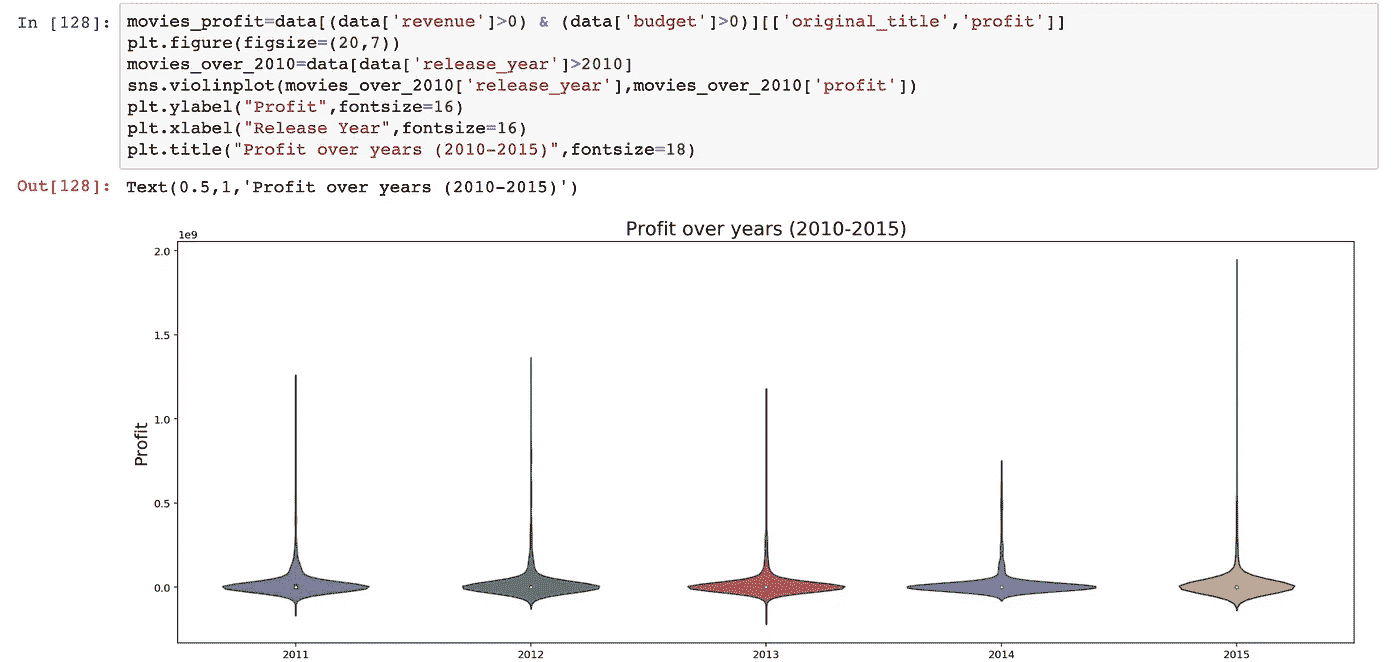 In [128]: movies_profit=data[(data['revenue']>0) & (data['budget']>0)][['original_title','profit']]
plt.figure(figsize=(20,7))
movies_over_2010=data[data['release_year']>2010]
sns.violinplot(movies_over_2010['release_year'],movies_over_2010['profit'])
plt.ylabel("Profit",fontsize=16)
plt.xlabel("Release Year",fontsize=16)
plt.title("Profit over years (2010-2015)",fontsize=18)
Out[128]: Text(0.5,1,'Profit over years (2010-2015)')
Profit over years (2010-2015)
1e9
2.0
1.5
1.0
0.5
0.0
Profit
2011 2012 2013 2014 2015